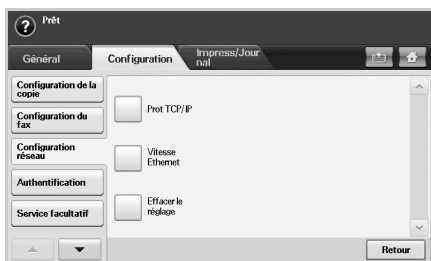 Prêt
Général
Configuration
Impress/Jour
nal
Configuration de la
copie
Configuration du
fax
Configuration
réseau
Authentification
Service facultatif
Prot TCP/IP
Vitesse
Ethernet
Effacer le
réglage
Retour